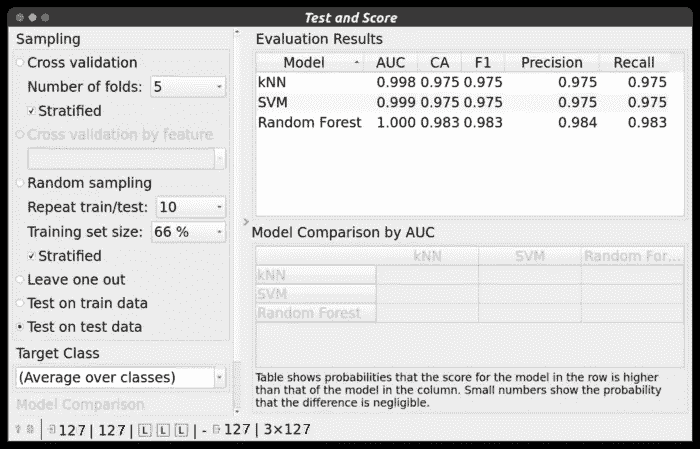 Test and Score
Sampling
Cross validation
Number of folds: 5
Stratified
Cross validation by feature
Random sampling
Repeat train/test: 10
Training set size: 66 %
Stratified
Leave one out
Test on train data
Test on test data
Target Class
(Average over classes)
Model Comparison
Evaluation Results
Model AUC CA F1 Precision Recall
kNN 0.998 0.975 0.975 0.975 0.975
SVM 0.999 0.975 0.975 0.975 0.975
Random Forest 1.000 0.983 0.983 0.984 0.983
Model Comparison by AUC
kNN SVM Random For...
kNN
SVM
Random Forest
Table shows probabilities that the score for the model in the row is higher
than that of the model in the column. Small numbers show the probability
that the difference is negligible.
? 127 | 127 | L L L | - 127 | 3×127